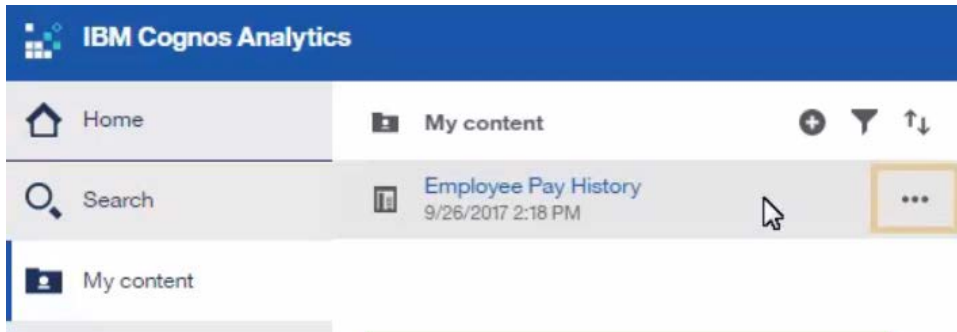 IBM Cognos Analytics
Home
My content
Search
Employee Pay History
9/26/2017 2:18 PM
My content